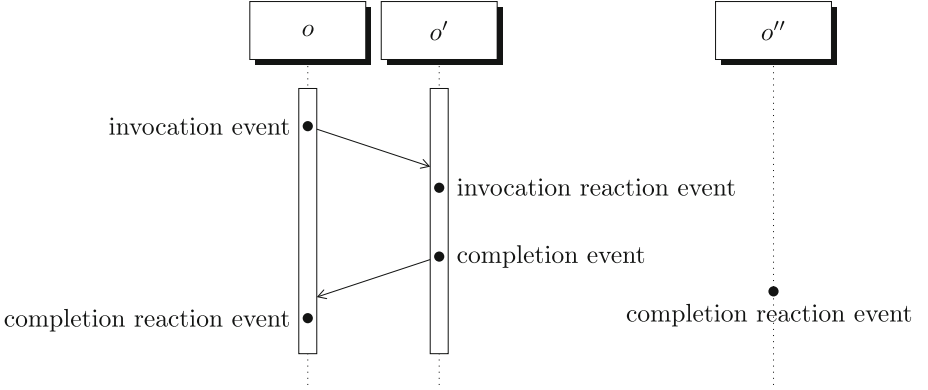 o
o′
o″
invocation event
invocation reaction event
completion event
completion reaction event
completion reaction event